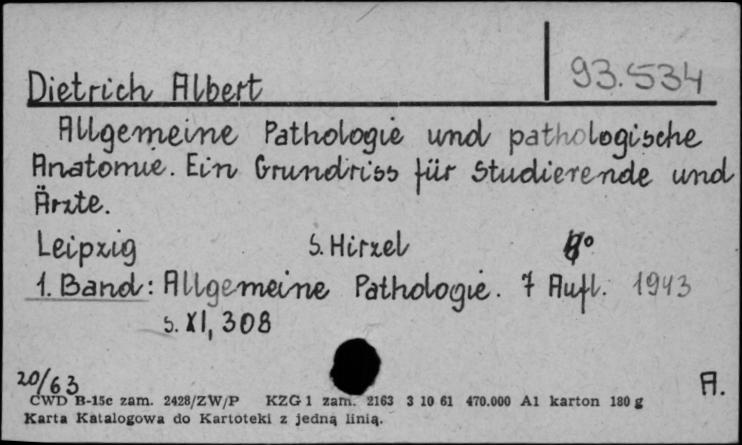 Dietrich Albert
93.534
Allgemeine Pathologie und pathologische
Anatomie. Ein Grundriss für Studierende und
Ärzte.
Leipzig S. Hirzel 8°
1. Band: Allgemeine Pathologie. 7 Aufl. 1943
S. XI, 308
20/63
A.
CWD B-15c zam. 2428/ZW/P KZG 1 zam. 2163 3 10 61 470.000 A1 karton 180 g
Karta Katalogowa do Kartoteki z jedną linią.